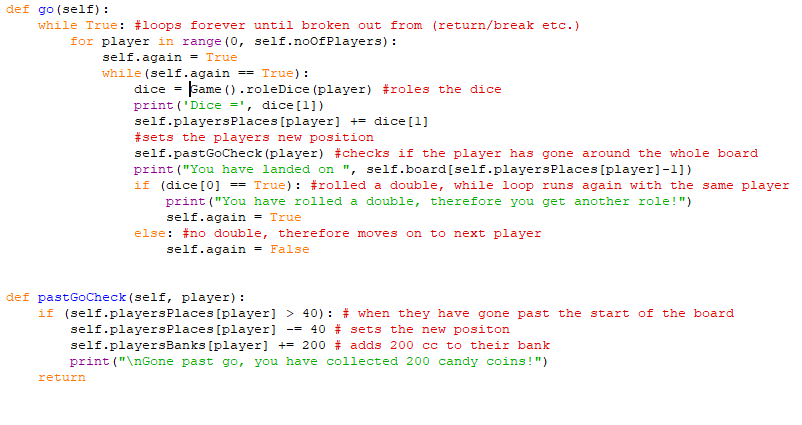 def go(self):
    while True: #loops forever until broken out from (return/break etc.)
        for player in range(0, self.noOfPlayers):
            self.again = True
            while(self.again == True):
                dice = Game().roleDice(player) #roles the dice
                print('Dice =', dice[1])
                self.playersPlaces[player] += dice[1]
                #sets the players new position
                self.pastGoCheck(player) #checks if the player has gone around the whole board
                print("You have landed on ", self.board[self.playersPlaces[player]-1])
                if (dice[0] == True): #rolled a double, while loop runs again with the same player
                    print("You have rolled a double, therefore you get another role!")
                    self.again = True
                else: #no double, therefore moves on to next player
                    self.again = False
def pastGoCheck(self, player):
    if (self.playersPlaces[player] > 40): # when they have gone past the start of the board
        self.playersPlaces[player] -= 40 # sets the new positon
        self.playersBanks[player] += 200 # adds 200 cc to their bank
        print("\nGone past go, you have collected 200 candy coins!")
    return